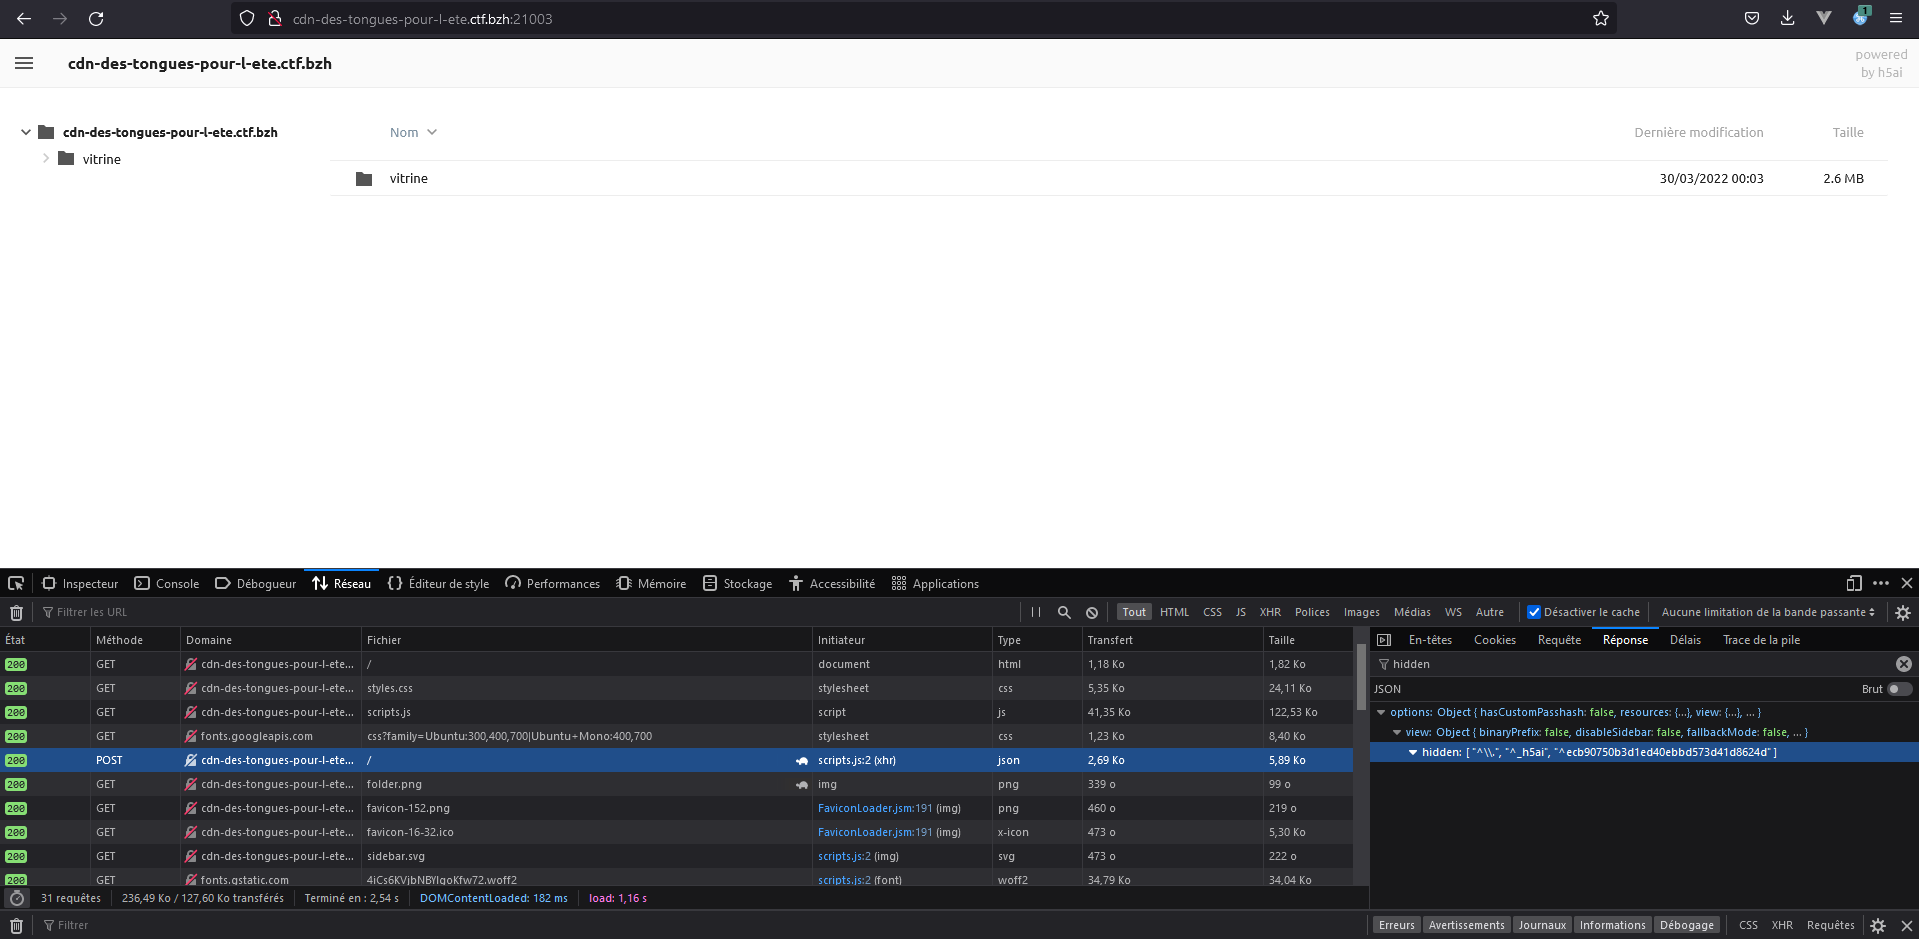 cdn-des-tongues-pour-l-ete.ctf.bzh:21003
1
cdn-des-tongues-pour-l-ete.ctf.bzh
powered
by h5ai
cdn-des-tongues-pour-l-ete.ctf.bzh
Nom
Dernière modification
Taille
vitrine
vitrine
30/03/2022 00:03
2.6 MB
Inspecteur Console Débogueur Réseau Éditeur de style Performances Mémoire Stockage Accessibilité Applications
Filtrer les URL
Tout HTML CSS JS XHR Polices Images Médias WS Autre
Désactiver le cache
Aucune limitation de la bande passante
État Méthode Domaine Fichier Initiateur Type Transfert Taille
200 GET cdn-des-tongues-pour-l-ete... / document html 1,18 Ko 1,82 Ko
200 GET cdn-des-tongues-pour-l-ete... styles.css stylesheet css 5,35 Ko 24,11 Ko
200 GET cdn-des-tongues-pour-l-ete... scripts.js script js 41,35 Ko 122,53 Ko
200 GET fonts.googleapis.com css?family=Ubuntu:300,400,700|Ubuntu+Mono:400,700 stylesheet css 1,23 Ko 8,40 Ko
200 POST cdn-des-tongues-pour-l-ete... / scripts.js:2 (xhr) json 2,69 Ko 5,89 Ko
200 GET cdn-des-tongues-pour-l-ete... folder.png img png 339 o 99 o
200 GET cdn-des-tongues-pour-l-ete... favicon-152.png FaviconLoader.jsm:191 (img) png 460 o 219 o
200 GET cdn-des-tongues-pour-l-ete... favicon-16-32.ico FaviconLoader.jsm:191 (img) x-icon 473 o 5,30 Ko
200 GET cdn-des-tongues-pour-l-ete... sidebar.svg scripts.js:2 (img) svg 473 o 222 o
200 GET fonts.gstatic.com 4iCs6KVjbNBYlgoKfw72.woff2 scripts.js:2 (font) woff2 34,79 Ko 34,04 Ko
31 requêtes 236,49 Ko / 127,60 Ko transférés Terminé en : 2,54 s DOMContentLoaded: 182 ms load: 1,16 s
En-têtes Cookies Requête Réponse Délais Trace de la pile
hidden
JSON
Brut
options: Object { hasCustomPasshash: false, resources: {…}, view: {…}, … }
view: Object { binaryPrefix: false, disableSidebar: false, fallbackMode: false, … }
hidden: [ "^\\.", "^_h5ai", "^ecb90750b3d1ed40ebbd573d41d8624d" ]
Filtrer
Erreurs Avertissements Journaux Informations Débogage CSS XHR Requêtes